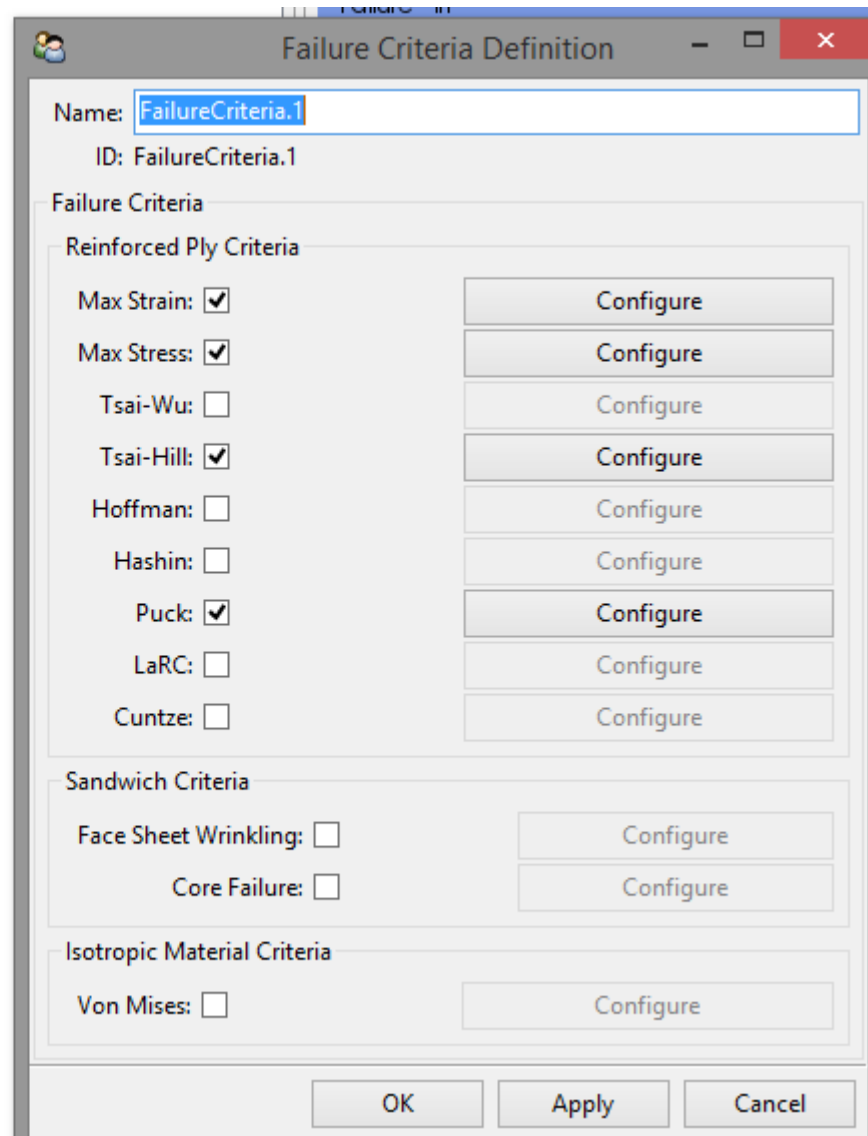 Failure Criteria Definition
Name: FailureCriteria.1
ID: FailureCriteria.1
Failure Criteria
Reinforced Ply Criteria
Max Strain: Configure
Max Stress: Configure
Tsai-Wu: Configure
Tsai-Hill: Configure
Hoffman: Configure
Hashin: Configure
Puck: Configure
LaRC: Configure
Cuntze: Configure
Sandwich Criteria
Face Sheet Wrinkling: Configure
Core Failure: Configure
Isotropic Material Criteria
Von Mises: Configure
OK Apply Cancel